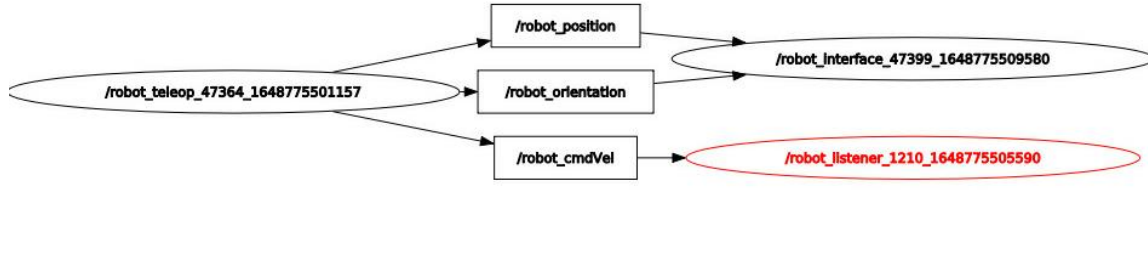 /robot_position
/robot_interface_47399_1648775509580
/robot_teleop_47364_1648775501157
/robot_orientation
/robot_cmdVel
/robot_listener_1210_1648775505590